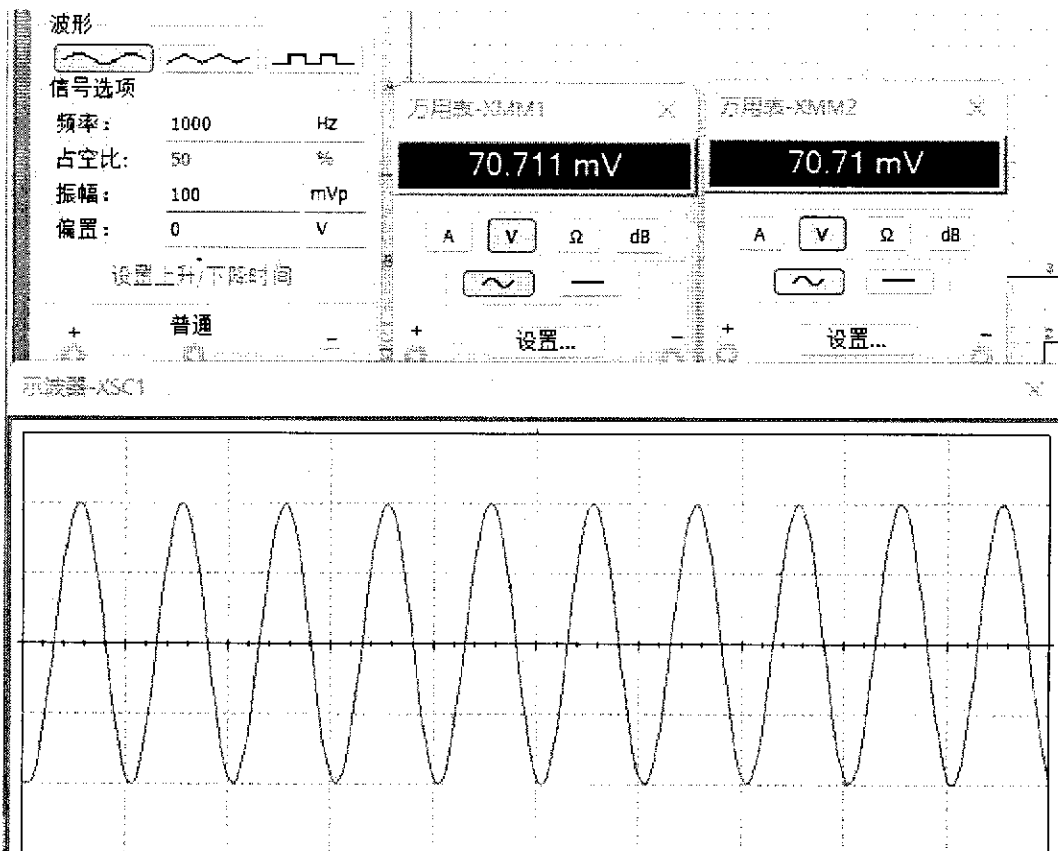 波形
信号选项
频率: 1000 Hz
占空比: 50 %
振幅: 100 mVp
偏置: 0 V
设置上升/下降时间
+ 普通 -
万用表-XMM1
70.711 mV
A V Ω dB
+ 设置... -
万用表-XMM2
70.71 mV
A V Ω dB
+ 设置... -
示波器-XSC1